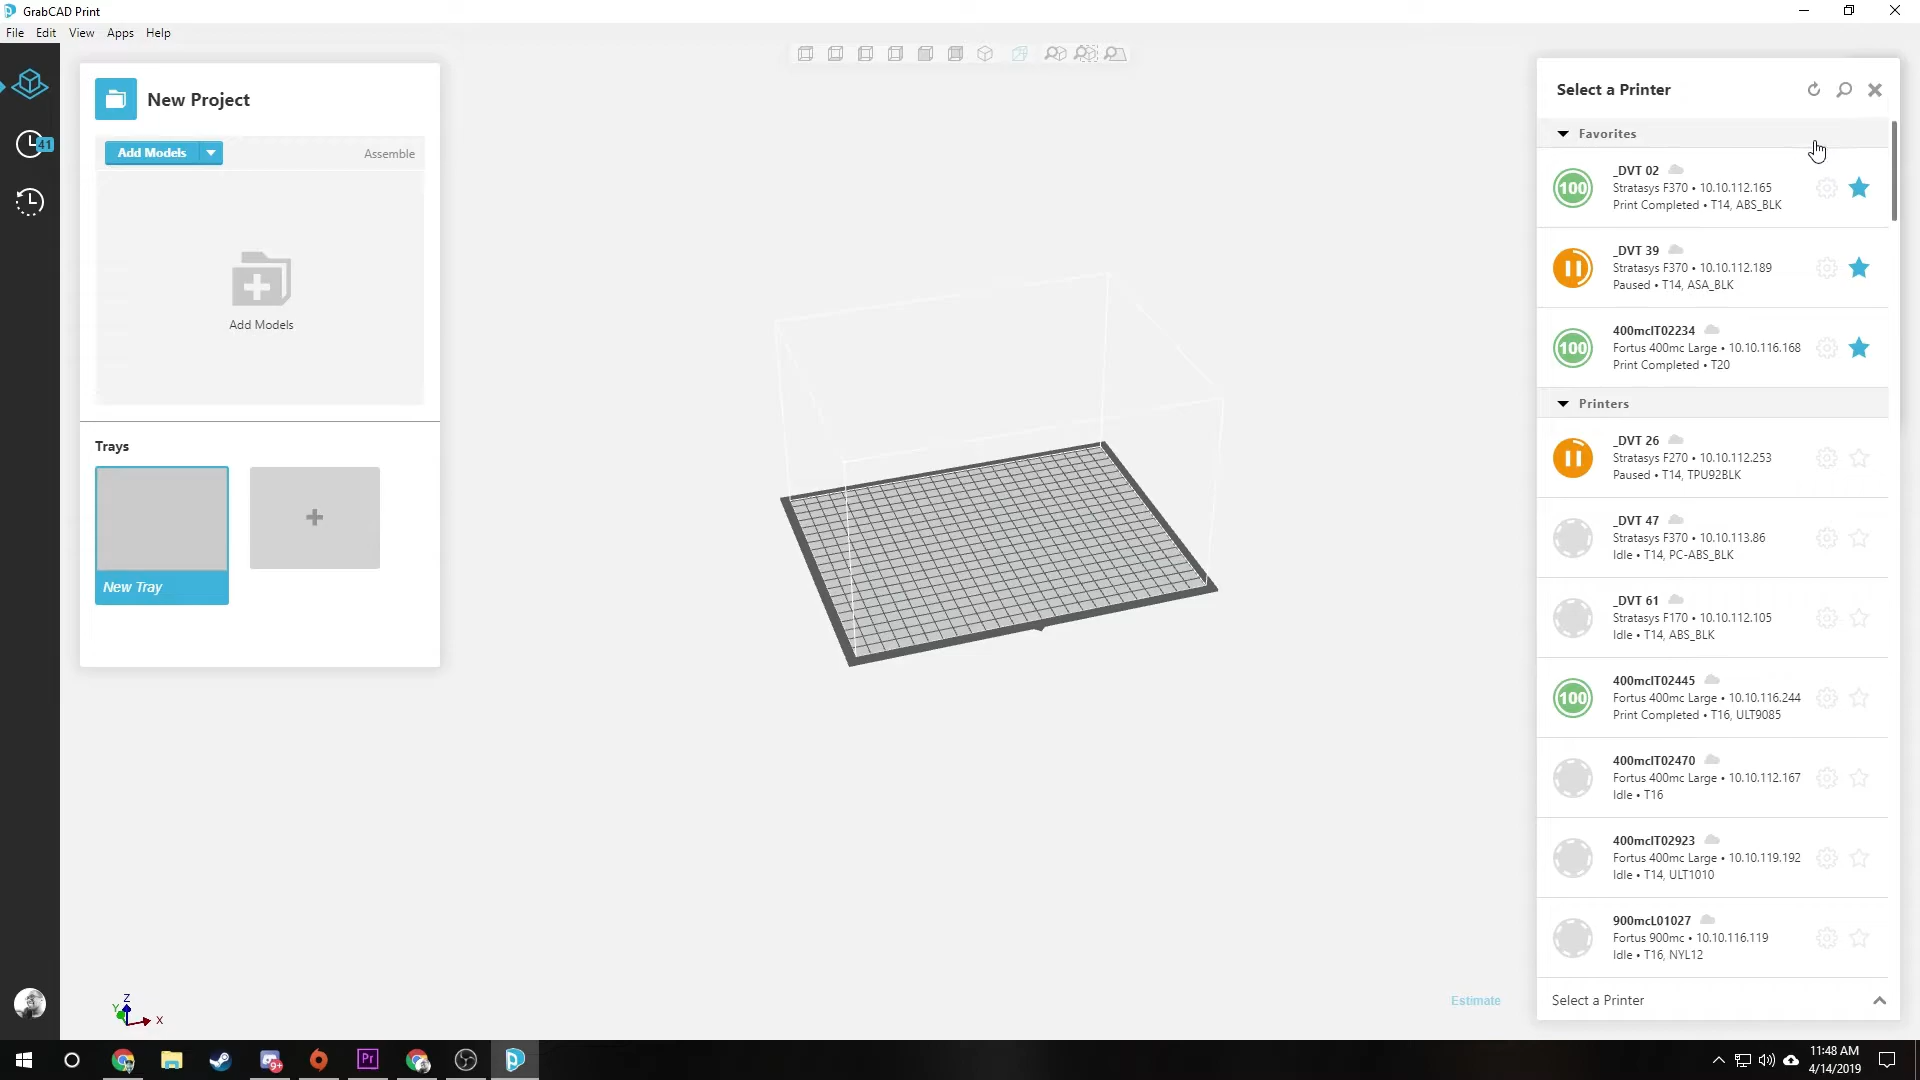 GrabCAD Print
File Edit View Apps Help
New Project
Add Models
Assemble
Add Models
Trays
New Tray
41
Z
Y
X
Estimate
Select a Printer
Favorites
100
_DVT 02
Stratasys F370 • 10.10.112.165
Print Completed • T14, ABS_BLK
_DVT 39
Stratasys F370 • 10.10.112.189
Paused • T14, ASA_BLK
100
400mcIT02234
Fortus 400mc Large • 10.10.116.168
Print Completed • T20
Printers
_DVT 26
Stratasys F270 • 10.10.112.253
Paused • T14, TPU92BLK
_DVT 47
Stratasys F370 • 10.10.113.86
Idle • T14, PC-ABS_BLK
_DVT 61
Stratasys F170 • 10.10.112.105
Idle • T14, ABS_BLK
100
400mcIT02445
Fortus 400mc Large • 10.10.116.244
Print Completed • T16, ULT9085
400mcIT02470
Fortus 400mc Large • 10.10.112.167
Idle • T16
400mcIT02923
Fortus 400mc Large • 10.10.119.192
Idle • T14, ULT1010
900mcL01027
Fortus 900mc • 10.10.116.119
Idle • T16, NYL12
Select a Printer
9+
Pr
11:48 AM
4/14/2019